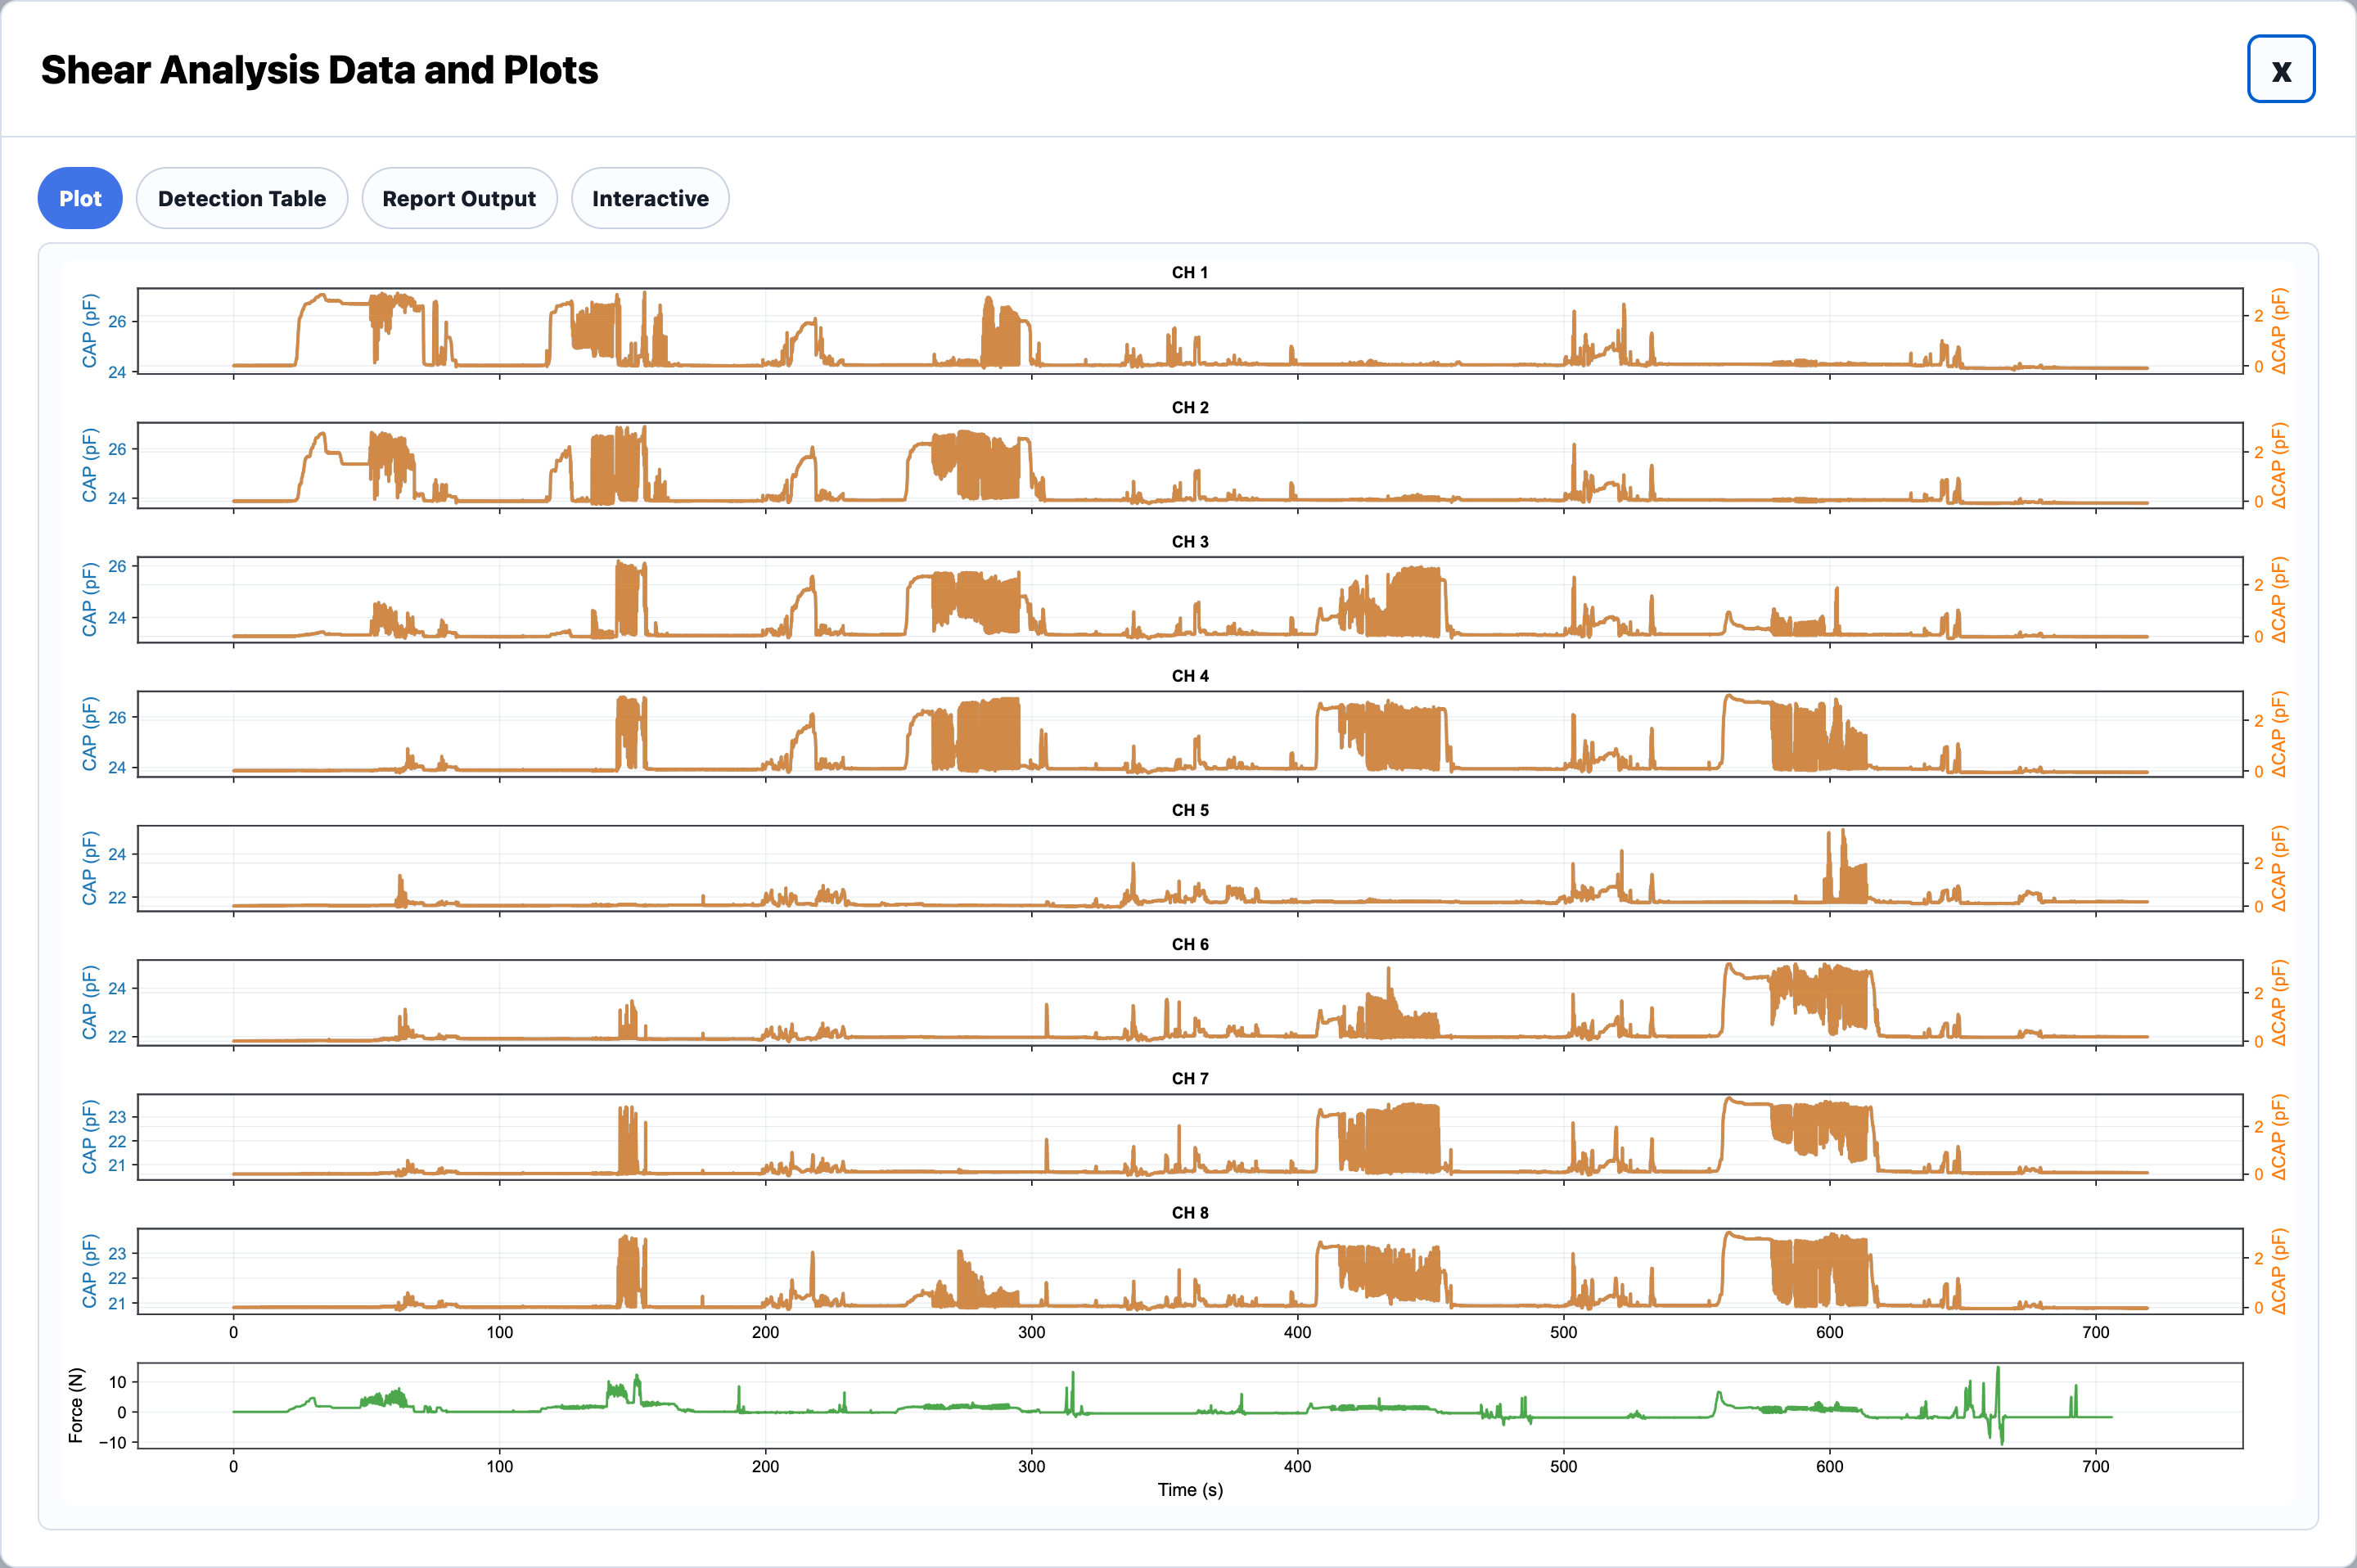 Shear Analysis Data and Plots
X
Plot Detection Table Report Output Interactive
CH 1
CAP (pF)
26
24
2
0
ΔCAP (pF)
CH 2
CAP (pF)
26
24
2
0
ΔCAP (pF)
CH 3
CAP (pF)
26
24
2
0
ΔCAP (pF)
CH 4
CAP (pF)
26
24
2
0
ΔCAP (pF)
CH 5
CAP (pF)
24
22
2
0
ΔCAP (pF)
CH 6
CAP (pF)
24
22
2
0
ΔCAP (pF)
CH 7
CAP (pF)
23
22
21
2
0
ΔCAP (pF)
CH 8
CAP (pF)
23
22
21
2
0
ΔCAP (pF)
0 100 200 300 400 500 600 700
Force (N)
10
0
−10
0 100 200 300 400 500 600 700
Time (s)